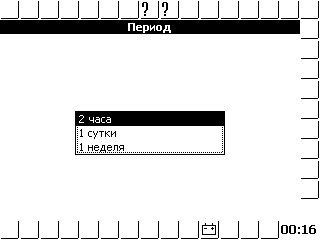 ? ?
Период
2 часа
1 сутки
1 неделя
00:16